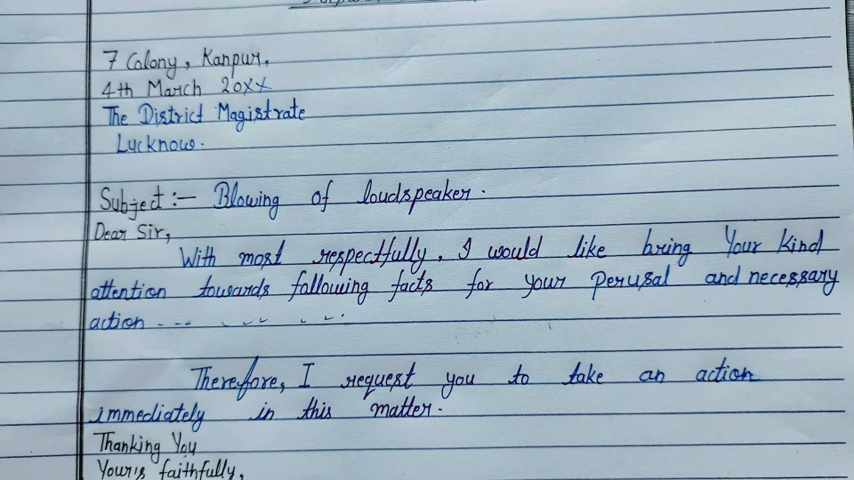 7 Colony, Kanpur,
4th March 20XX
The District Magistrate
Lucknow.
Subject :- Blowing of loudspeaker.
Dear Sir,
With most respectfully, I would like bring Your Kind
attention towards following facts for your perusal and necessary
action - - - -
Therefore, I request you to take an action
immediately in this matter.
Thanking You
Your's faithfully,